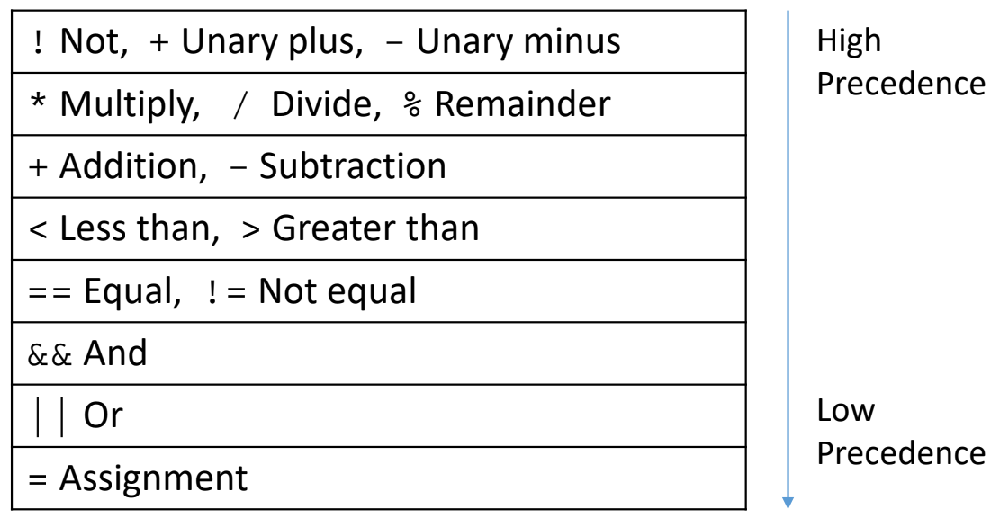 ! Not, + Unary plus, − Unary minus
* Multiply, / Divide, % Remainder
+ Addition, − Subtraction
< Less than, > Greater than
== Equal, != Not equal
&& And
|| Or
= Assignment
High
Precedence
Low
Precedence